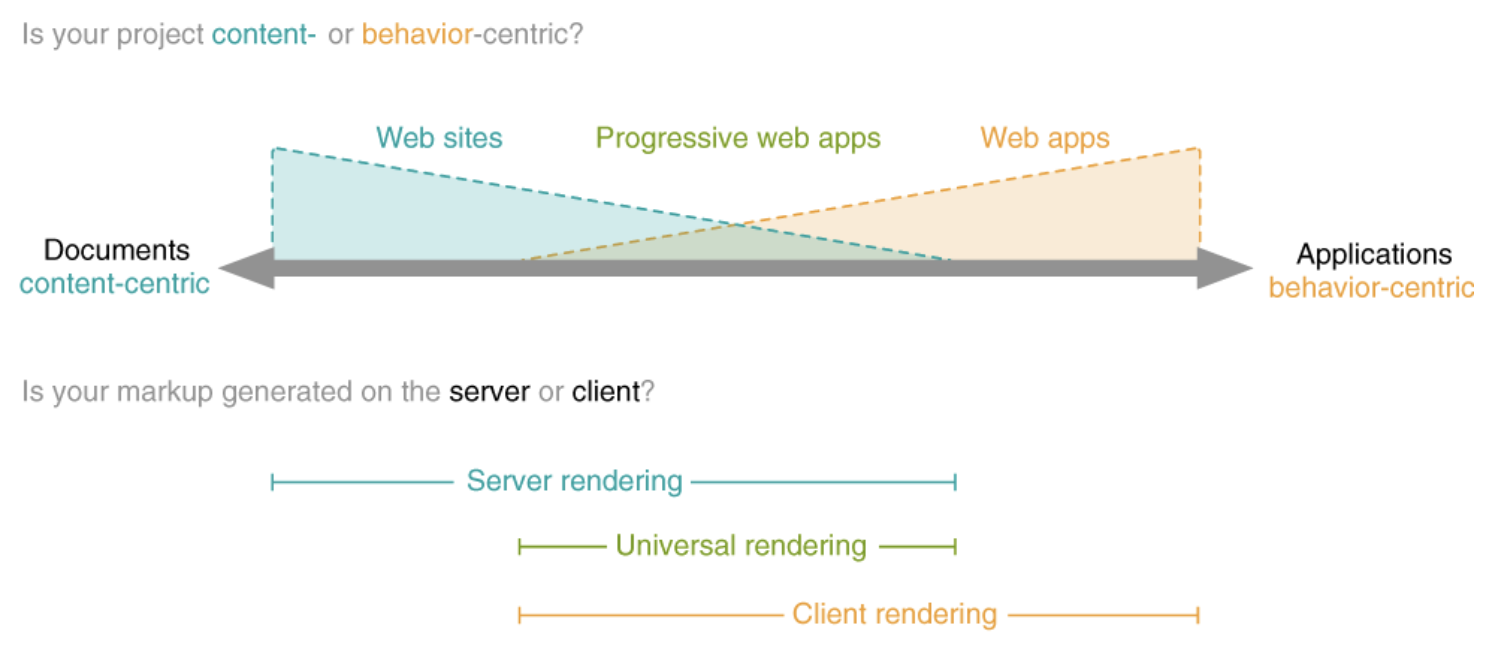 Is your project content- or behavior-centric?
Web sites
Progressive web apps
Web apps
Documents
content-centric
Applications
behavior-centric
Is your markup generated on the server or client?
Server rendering
Universal rendering
Client rendering